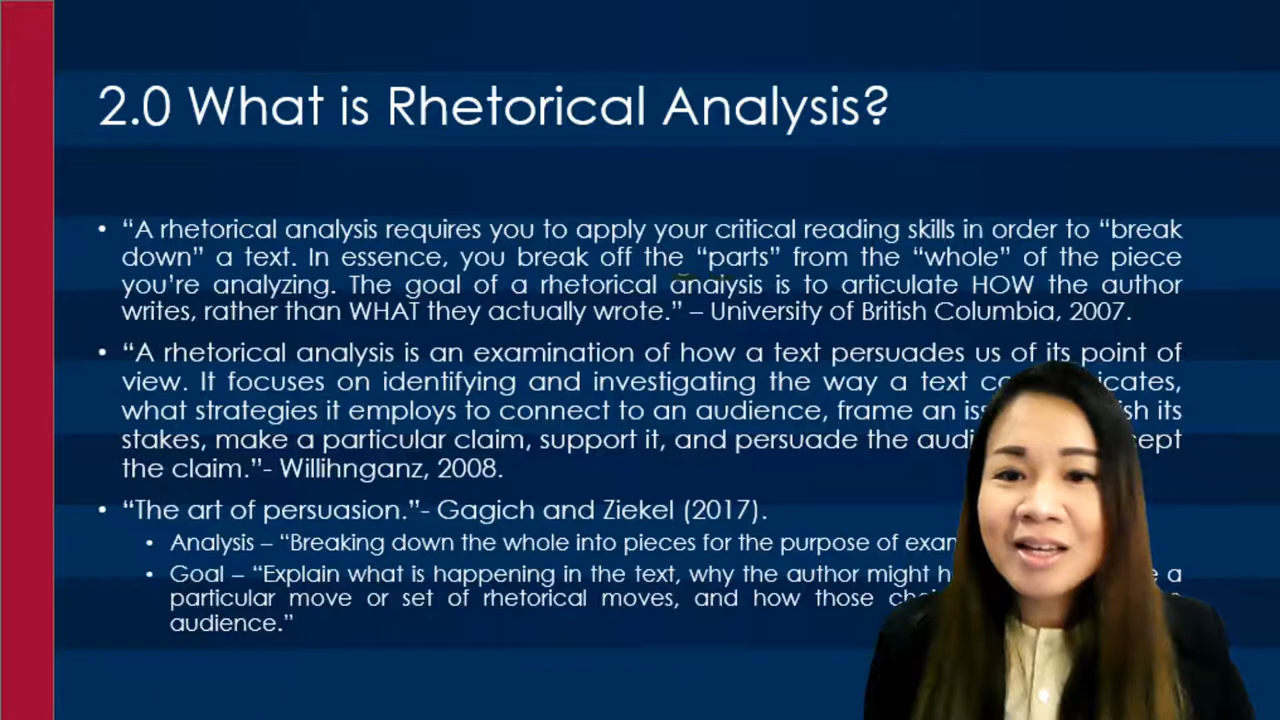 2.0 What is Rhetorical Analysis?
• “A rhetorical analysis requires you to apply your critical reading skills in order to “break
down” a text. In essence, you break off the “parts” from the “whole” of the piece
you’re analyzing. The goal of a rhetorical analysis is to articulate HOW the author
writes, rather than WHAT they actually wrote.” – University of British Columbia, 2007.
• “A rhetorical analysis is an examination of how a text persuades us of its point of
view. It focuses on identifying and investigating the way a text
what strategies it employs to connect to an audience, frame an its
stakes, make a particular claim, support it, and persuade the
the claim.”- Willihnganz, 2008.
• “The art of persuasion.”- Gagich and Ziekel (2017).
• Analysis – “Breaking down the whole into pieces for the purpose of
• Goal – “Explain what is happening in the text, why the author might a
particular move or set of rhetorical moves, and how those
audience.”